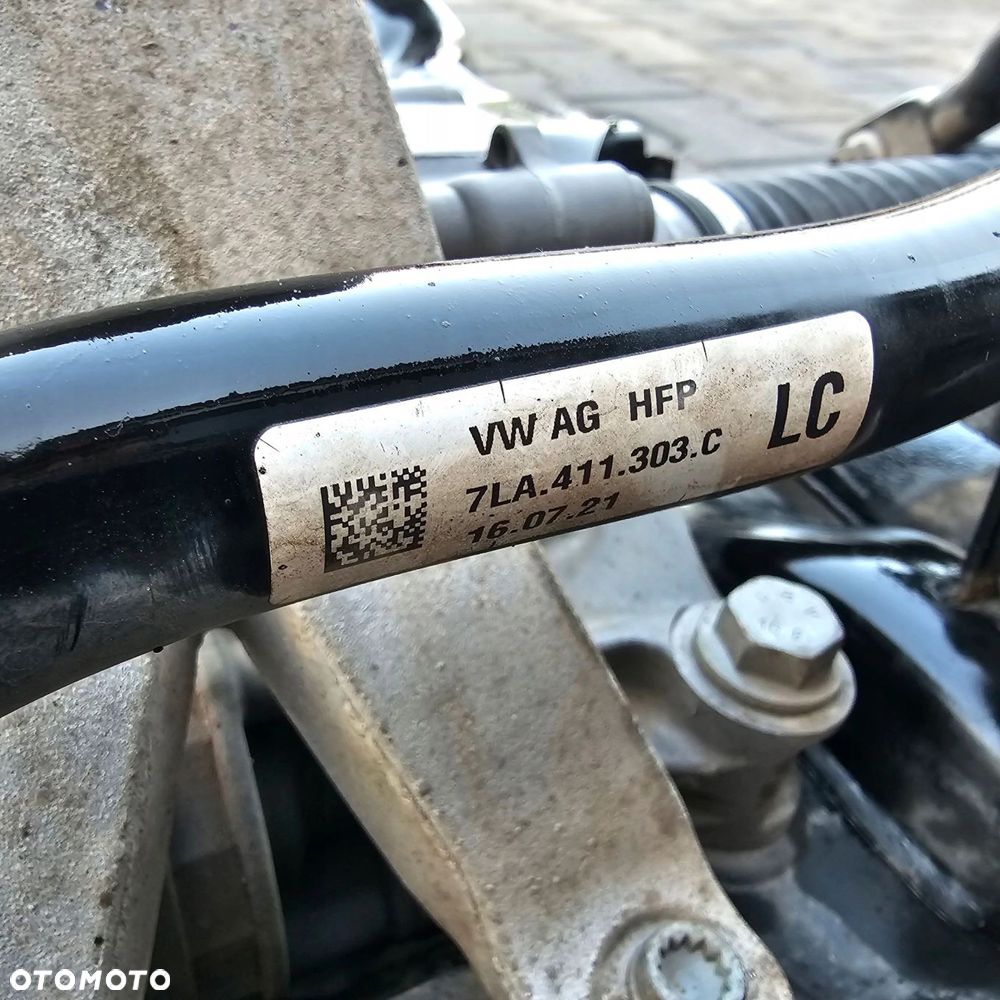 VW AG HFP
LC
7LA.411.303.C
16.07.21
OTOMOTO